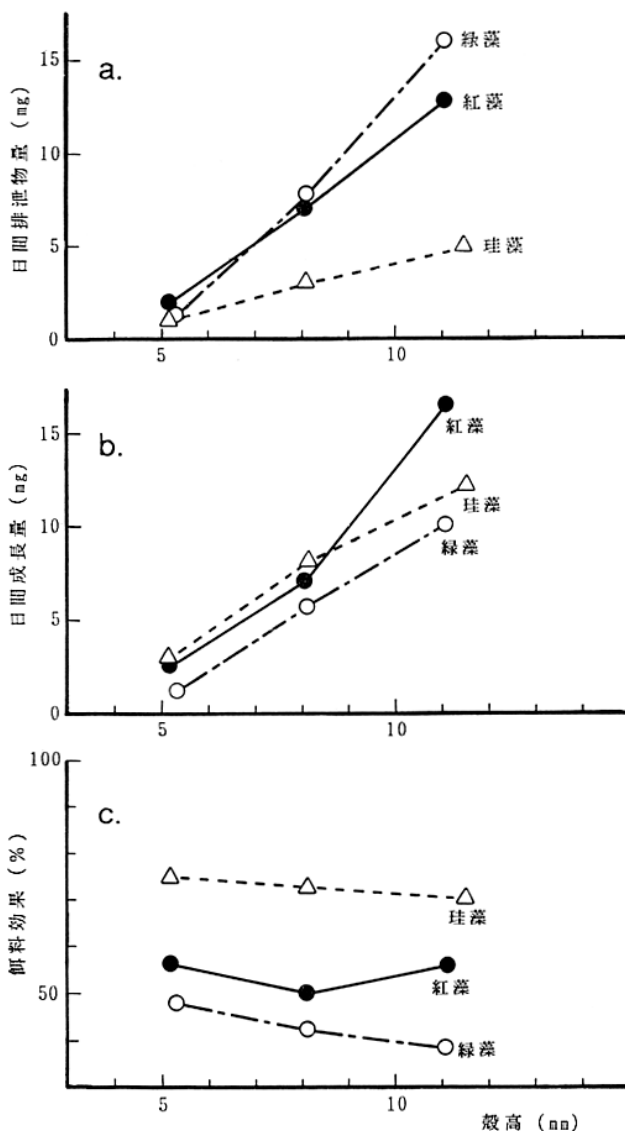 a.
日間排泄物量 (mg)
15
10
5
0
緑藻
紅藻
珪藻
5
10
b.
日間成長量 (mg)
15
10
5
0
紅藻
珪藻
緑藻
5
10
c.
餌料効果 (%)
100
50
珪藻
紅藻
緑藻
5
10
殻高 (mm)